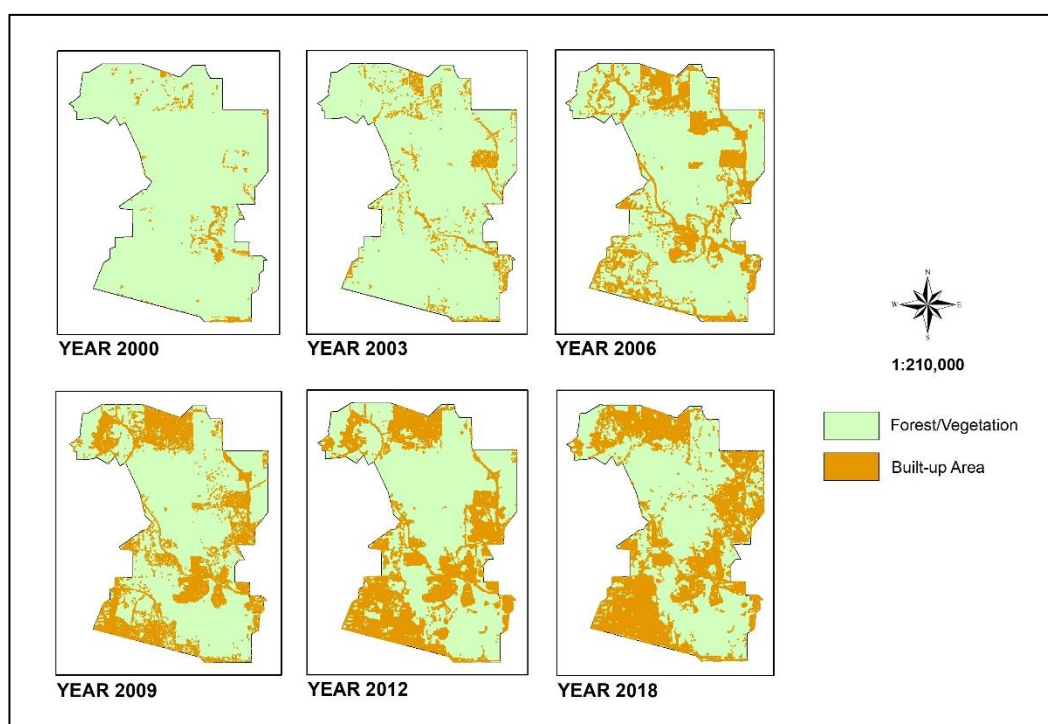 YEAR 2000
YEAR 2003
YEAR 2006
N
W
E
S
1:210,000
Forest/Vegetation
Built-up Area
YEAR 2009
YEAR 2012
YEAR 2018